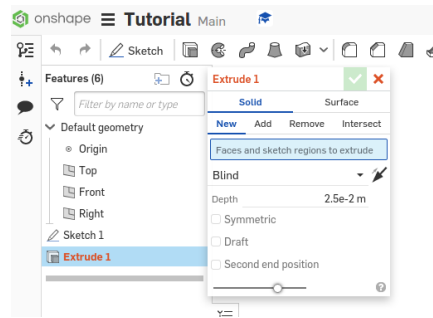 onshape Tutorial Main
Sketch
Features (6)
Filter by name or type
Default geometry
Origin
Top
Front
Right
Sketch 1
Extrude 1
Extrude 1
Solid Surface
New Add Remove Intersect
Faces and sketch regions to extrude
Blind
Depth 2.5e-2 m
Symmetric
Draft
Second end position